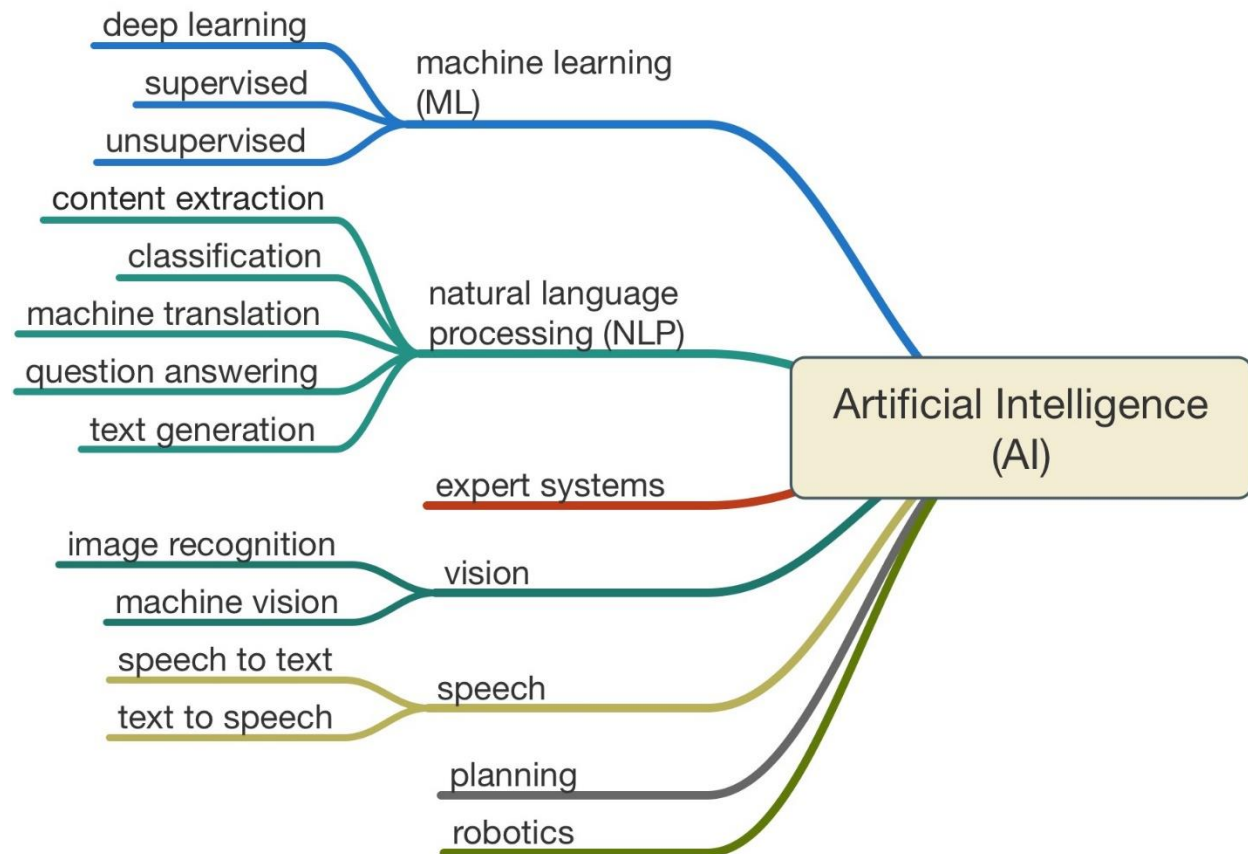 deep learning
supervised
unsupervised
machine learning
(ML)
content extraction
classification
machine translation
question answering
text generation
natural language
processing (NLP)
Artificial Intelligence
(AI)
expert systems
image recognition
machine vision
vision
speech to text
text to speech
speech
planning
robotics